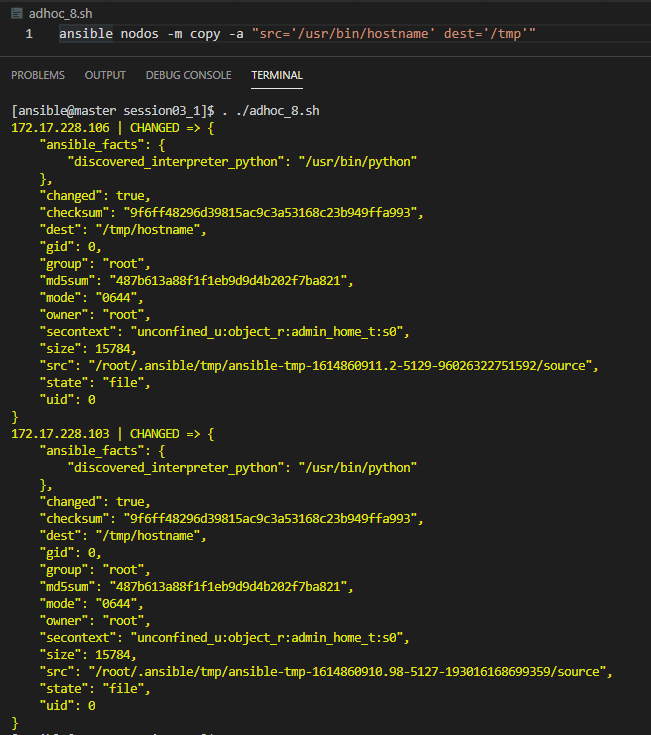 adhoc_8.sh
1 ansible nodos -m copy -a "src='/usr/bin/hostname' dest='/tmp'"
PROBLEMS OUTPUT DEBUG CONSOLE TERMINAL
[ansible@master session03_1]$ . ./adhoc_8.sh
172.17.228.106 | CHANGED => {
    "ansible_facts": {
        "discovered_interpreter_python": "/usr/bin/python"
    },
    "changed": true,
    "checksum": "9f6ff48296d39815ac9c3a53168c23b949ffa993",
    "dest": "/tmp/hostname",
    "gid": 0,
    "group": "root",
    "md5sum": "487b613a88f1f1eb9d9d4b202f7ba821",
    "mode": "0644",
    "owner": "root",
    "secontext": "unconfined_u:object_r:admin_home_t:s0",
    "size": 15784,
    "src": "/root/.ansible/tmp/ansible-tmp-1614860911.2-5129-96026322751592/source",
    "state": "file",
    "uid": 0
}
172.17.228.103 | CHANGED => {
    "ansible_facts": {
        "discovered_interpreter_python": "/usr/bin/python"
    },
    "changed": true,
    "checksum": "9f6ff48296d39815ac9c3a53168c23b949ffa993",
    "dest": "/tmp/hostname",
    "gid": 0,
    "group": "root",
    "md5sum": "487b613a88f1f1eb9d9d4b202f7ba821",
    "mode": "0644",
    "owner": "root",
    "secontext": "unconfined_u:object_r:admin_home_t:s0",
    "size": 15784,
    "src": "/root/.ansible/tmp/ansible-tmp-1614860910.98-5127-193016168699359/source",
    "state": "file",
    "uid": 0
}